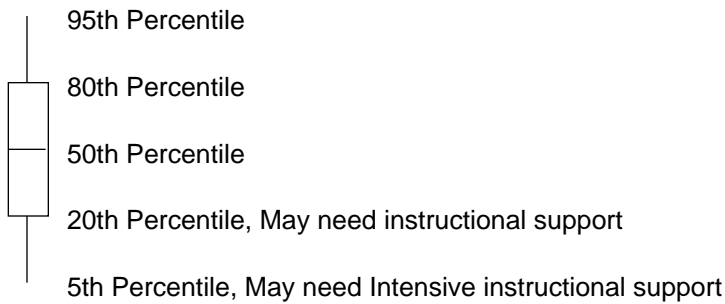 95th Percentile
80th Percentile
50th Percentile
20th Percentile, May need instructional support
5th Percentile, May need Intensive instructional support